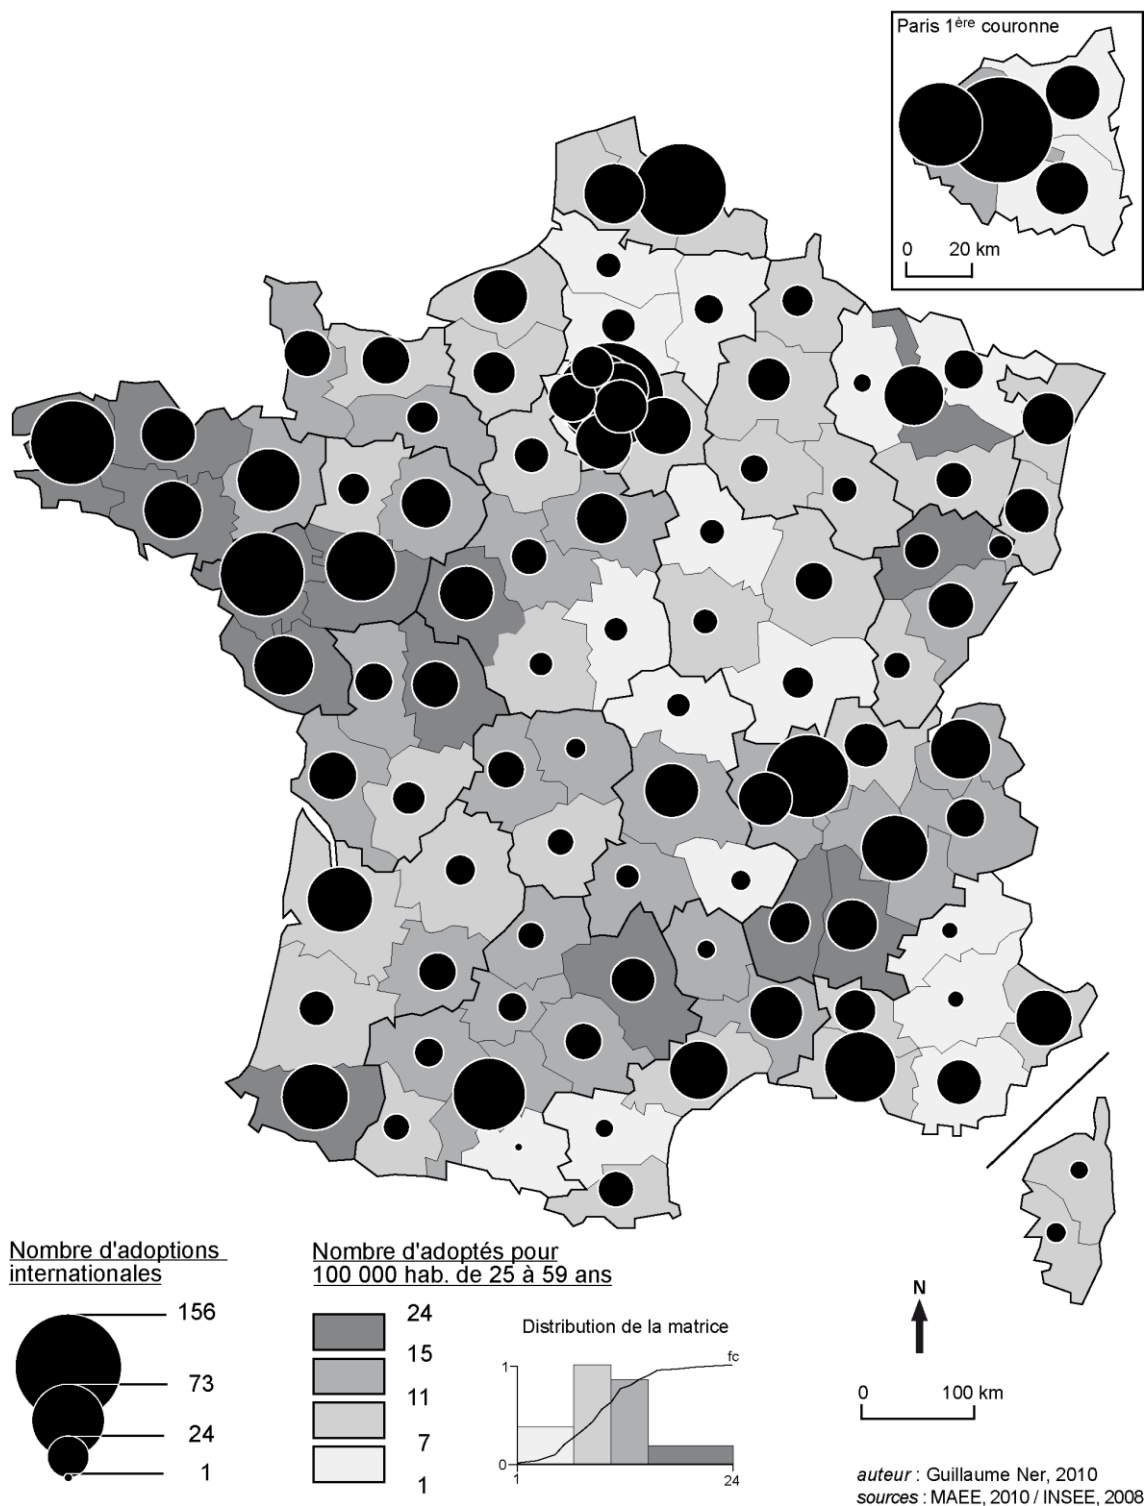 Paris 1ère couronne
0 20 km
Nombre d'adoptions
internationales
156
73
24
1
Nombre d'adoptés pour
100 000 hab. de 25 à 59 ans
24
15
11
7
1
Distribution de la matrice
fc
1
0
1 24
N
0 100 km
auteur : Guillaume Ner, 2010
sources : MAEE, 2010 / INSEE, 2008